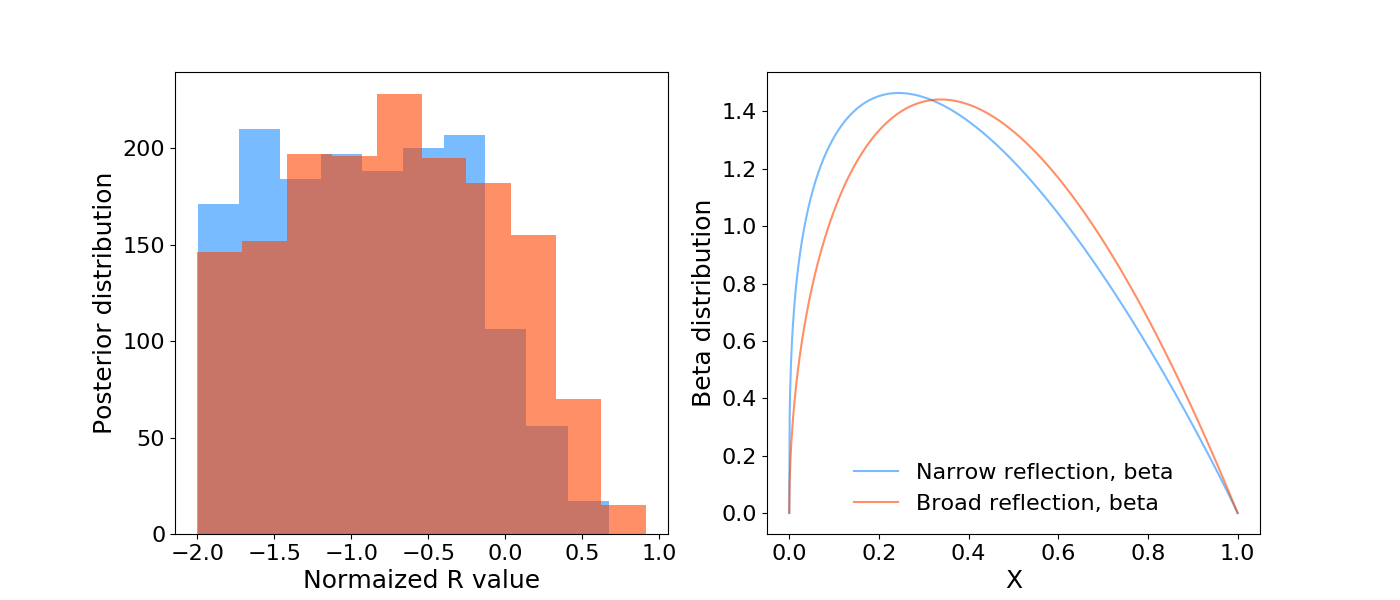 200
150
100
50
0
Posterior distribution
−2.0 −1.5 −1.0 −0.5 0.0 0.5 1.0
Normaized R value
1.4
1.2
1.0
0.8
0.6
0.4
0.2
0.0
Beta distribution
Narrow reflection, beta
Broad reflection, beta
0.0 0.2 0.4 0.6 0.8 1.0
X